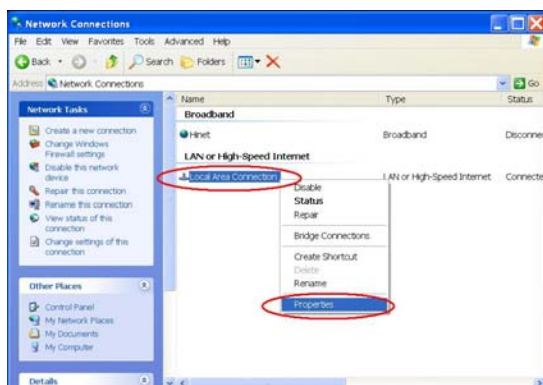 Network Connections
File Edit View Favorites Tools Advanced Help
Back Search Folders
Address Network Connections Go
Name Type Status
Network Tasks
Create a new connection
Change Windows
Firewall settings
Disable this network
device
Repair this connection
Rename this connection
View status of this
connection
Change settings of this
connection
Other Places
Control Panel
My Network Places
My Documents
My Computer
Details
Broadband
Hinet Broadband Disconne
LAN or High-Speed Internet
Local Area Connection LAN or High-Speed Internet Connecte
Disable
Status
Repair
Bridge Connections
Create Shortcut
Delete
Rename
Properties